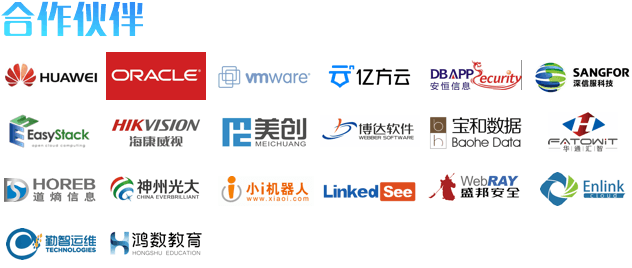 合作伙伴
HUAWEI
ORACLE
vmware
亿方云
DBAPP Security
安恒信息
SANGFOR
深信服科技
EasyStack
open cloud computing
HIKVISION
海康威视
美创
MEICHUANG
博达软件
WEBBER SOFTWARE
宝和数据
Baohe Data
FATOWIT
华通汇智
HOREB
道熵信息
神州光大
CHINA EVERBRILLIANT
小i机器人
www.xiaoi.com
LinkedSee
WebRAY
盛邦安全
Enlink
cloud
勤智运维
TECHNOLOGIES
鸿数教育
HONGSHU EDUCATION